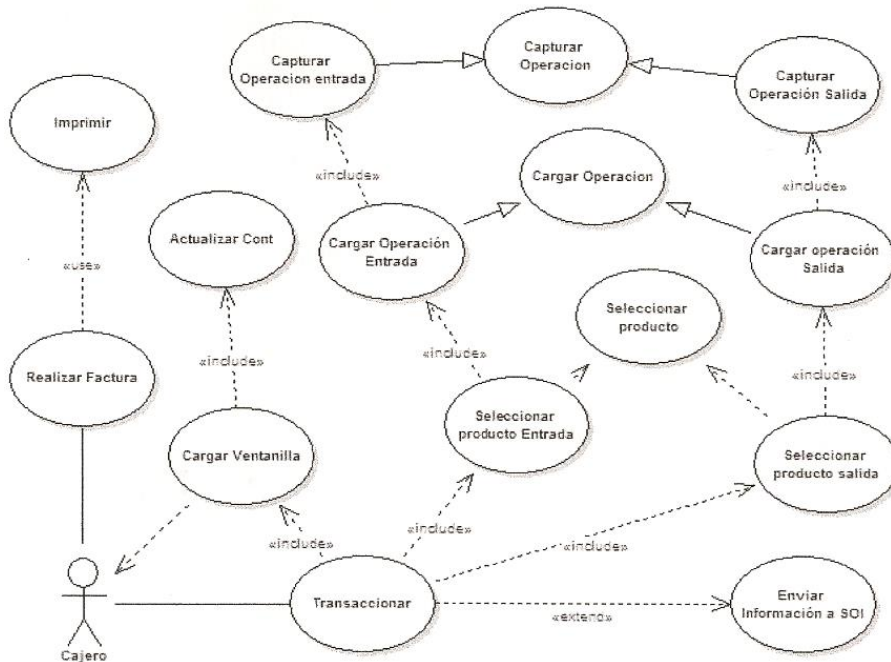 Capturar
Operacion
Capturar
Operacion entrada
Capturar
Operación Salida
Imprimir
«include»
Cargar Operacion
«include»
Actualizar Cont
Cargar Operación
Entrada
Cargar operación
Salida
«use»
Seleccionar
producto
«include»
«include»
«include»
Realizar Factura
Seleccionar
producto Entrada
Cargar Ventanilla
Seleccionar
producto salida
«include»
«include»
«include»
Transaccionar
Enviar
Información a SOI
«extend»
Cajero